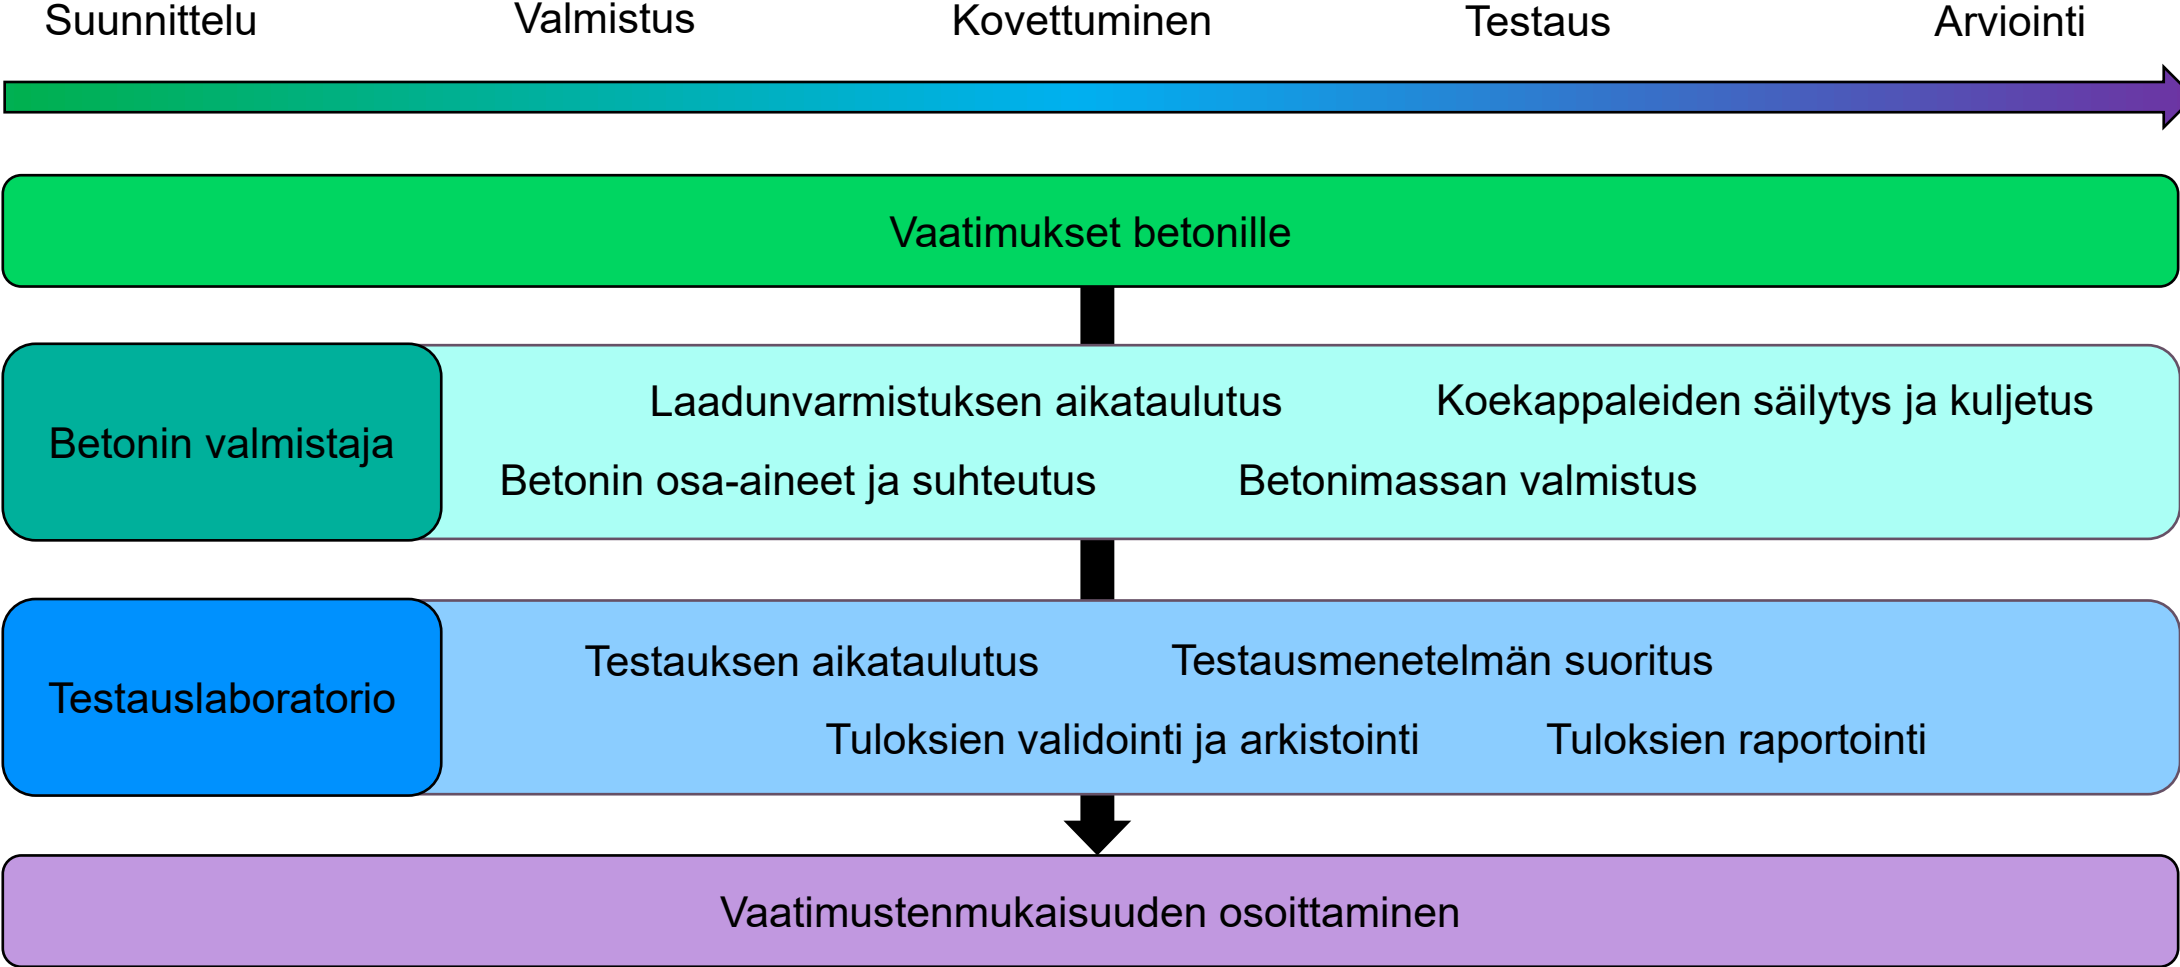 Suunnittelu
Valmistus
Kovettuminen
Testaus
Arviointi
Vaatimukset betonille
Betonin valmistaja
Laadunvarmistuksen aikataulutus
Koekappaleiden säilytys ja kuljetus
Betonin osa-aineet ja suhteutus
Betonimassan valmistus
Testauslaboratorio
Testauksen aikataulutus
Testausmenetelmän suoritus
Tuloksien validointi ja arkistointi
Tuloksien raportointi
Vaatimustenmukaisuuden osoittaminen